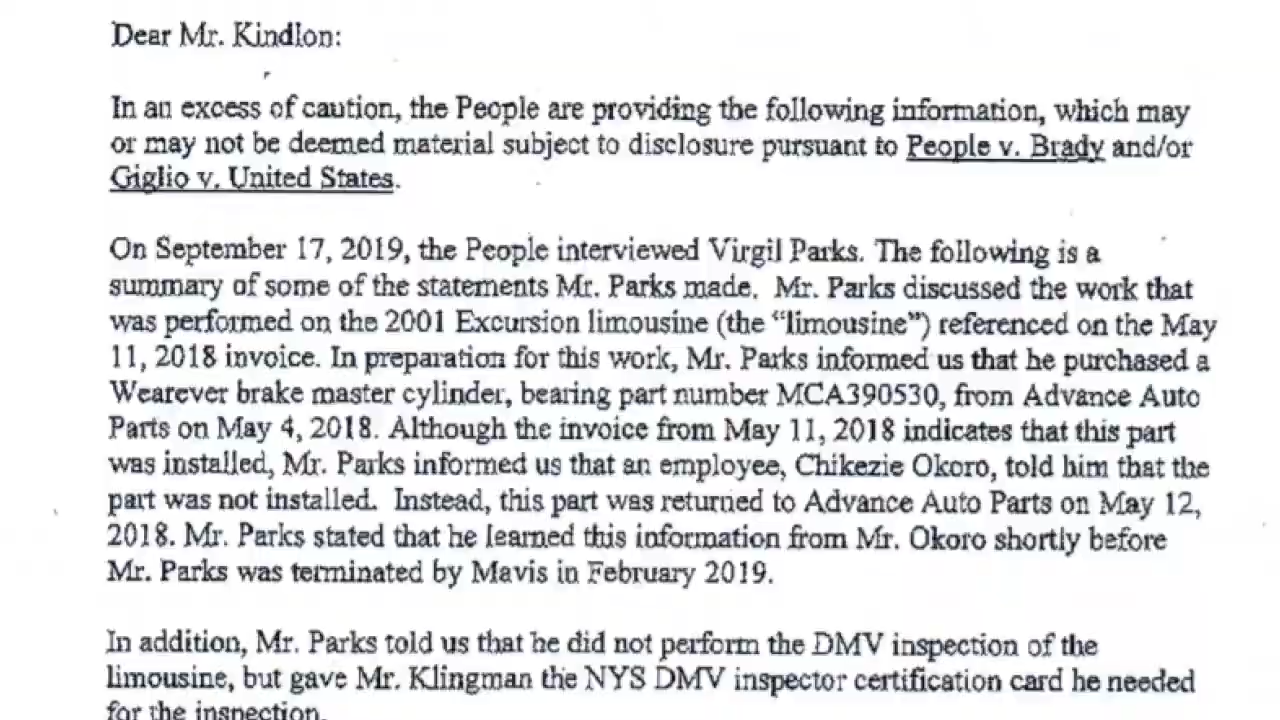 Dear Mr. Kindlon:
In an excess of caution, the People are providing the following information, which may
or may not be deemed material subject to disclosure pursuant to People v. Brady and/or
Giglio v. United States.
On September 17, 2019, the People interviewed Virgil Parks. The following is a
summary of some of the statements Mr. Parks made. Mr. Parks discussed the work that
was performed on the 2001 Excursion limousine (the “limousine”) referenced on the May
11, 2018 invoice. In preparation for this work, Mr. Parks informed us that he purchased a
Wearever brake master cylinder, bearing part number MCA390530, from Advance Auto
Parts on May 4, 2018. Although the invoice from May 11, 2018 indicates that this part
was installed, Mr. Parks informed us that an employee, Chikezie Okoro, told him that the
part was not installed. Instead, this part was returned to Advance Auto Parts on May 12,
2018. Mr. Parks stated that he learned this information from Mr. Okoro shortly before
Mr. Parks was terminated by Mavis in February 2019.
In addition, Mr. Parks told us that he did not perform the DMV inspection of the
limousine, but gave Mr. Klingman the NYS DMV inspector certification card he needed
for the inspection.